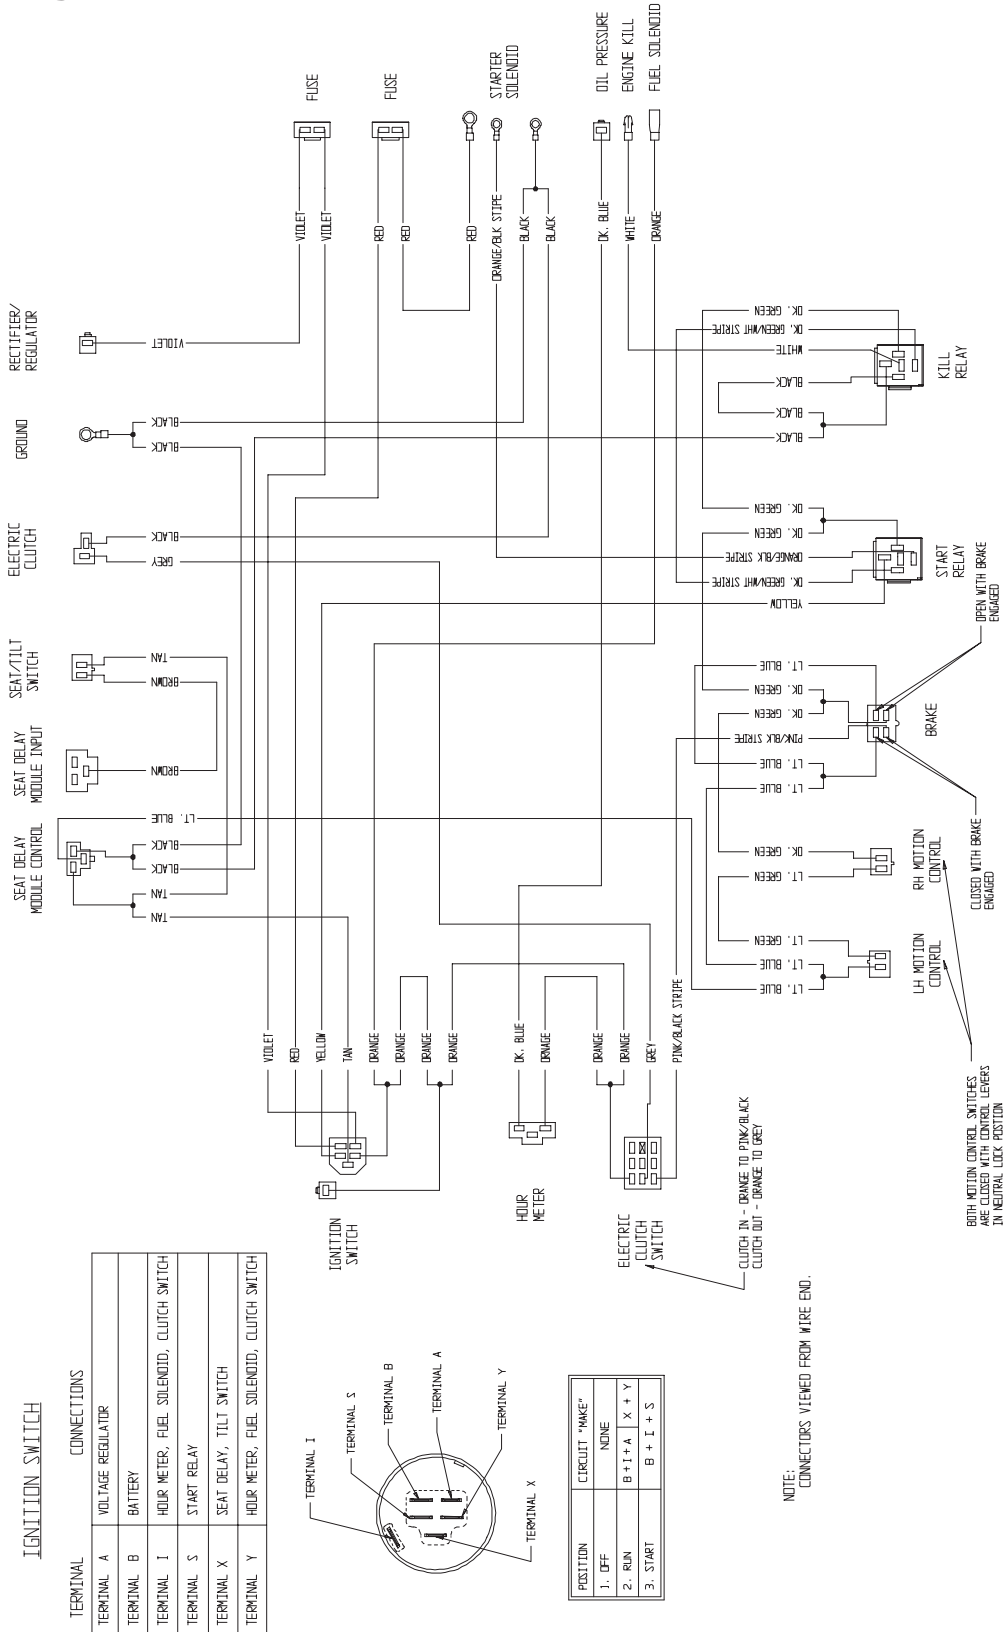 IGNITION SWITCH
TERMINAL CONNECTIONS
TERMINAL A VOLTAGE REGULATOR
TERMINAL B BATTERY
TERMINAL I HOUR METER, FUEL SOLENOID, CLUTCH SWITCH
TERMINAL S START RELAY
TERMINAL X SEAT DELAY, TILT SWITCH
TERMINAL Y HOUR METER, FUEL SOLENOID, CLUTCH SWITCH
TERMINAL I
TERMINAL S
TERMINAL B
TERMINAL A
TERMINAL Y
TERMINAL X
POSITION CIRCUIT "MAKE"
1. OFF NONE
2. RUN B+I+A X + Y
3. START B + I + S
NOTE:
CONNECTORS VIEWED FROM WIRE END.
SEAT DELAY
MODULE CONTROL
SEAT DELAY
MODULE INPUT
SEAT/TILT
SWITCH
ELECTRIC
CLUTCH
GROUND
RECTIFIER/
REGULATOR
TAN
TAN
BLACK
BLACK
LT. BLUE
BROWN
BROWN
TAN
GREY
BLACK
BLACK
BLACK
VIOLET
FUSE
FUSE
STARTER
SOLENOID
OIL PRESSURE
ENGINE KILL
FUEL SOLENOID
VIOLET
VIOLET
RED
RED
RED
ORANGE/BLK STIPE
BLACK
BLACK
DK. BLUE
WHITE
ORANGE
IGNITION
SWITCH
VIOLET
RED
YELLOW
TAN
ORANGE
ORANGE
ORANGE
ORANGE
HOUR
METER
DK. BLUE
ORNAGE
ELECTRIC
CLUTCH
SWITCH
ORANGE
ORANGE
GREY
PINK/BLACK STRIPE
CLUTCH IN - ORANGE TO PINK/BLACK
CLUTCH OUT - ORANGE TO GREY
LT. BLUE
LT. BLUE
LT. GREEN
LT. GREEN
DK. GREEN
LT. BLUE
LT. BLUE
PINK/BLK STRIPE
DK. GREEN
DK. GREEN
LT. BLUE
YELLOW
DK. GREEN/WHT STRIPE
ORANGE/BLK STRIPE
DK. GREEN
DK. GREEN
BLACK
BLACK
BLACK
WHITE
DK. GREEN/WHT STRIPE
DK. GREEN
LH MOTION
CONTROL
RH MOTION
CONTROL
BRAKE
START
RELAY
KILL
RELAY
BOTH MOTION CONTROL SWITCHES
ARE CLOSED WITH CONTROL LEVERS
IN NEUTRAL LOCK POSTION
CLOSED WITH BRAKE
ENGAGED
OPEN WITH BRAKE
ENGAGED